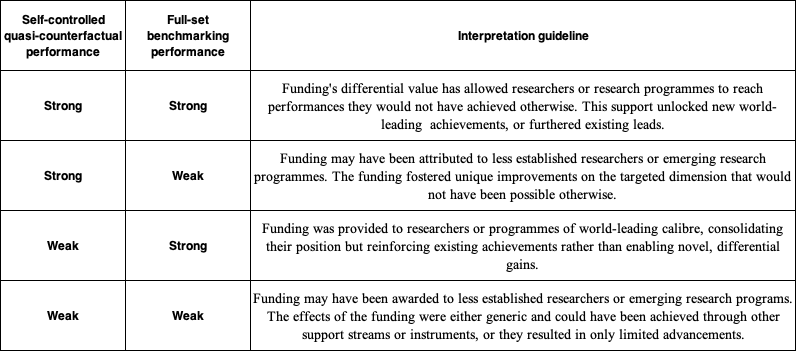 Self-controlled
quasi-counterfactual
performance
Full-set
benchmarking
performance
Interpretation guideline
Strong
Strong
Funding's differential value has allowed researchers or research programmes to reach
performances they would not have achieved otherwise. This support unlocked new world-
leading achievements, or furthered existing leads.
Strong
Weak
Funding may have been attributed to less established researchers or emerging research
programmes. The funding fostered unique improvements on the targeted dimension that would
not have been possible otherwise.
Weak
Strong
Funding was provided to researchers or programmes of world-leading calibre, consolidating
their position but reinforcing existing achievements rather than enabling novel, differential
gains.
Weak
Weak
Funding may have been awarded to less established researchers or emerging research programs.
The effects of the funding were either generic and could have been achieved through other
support streams or instruments, or they resulted in only limited advancements.